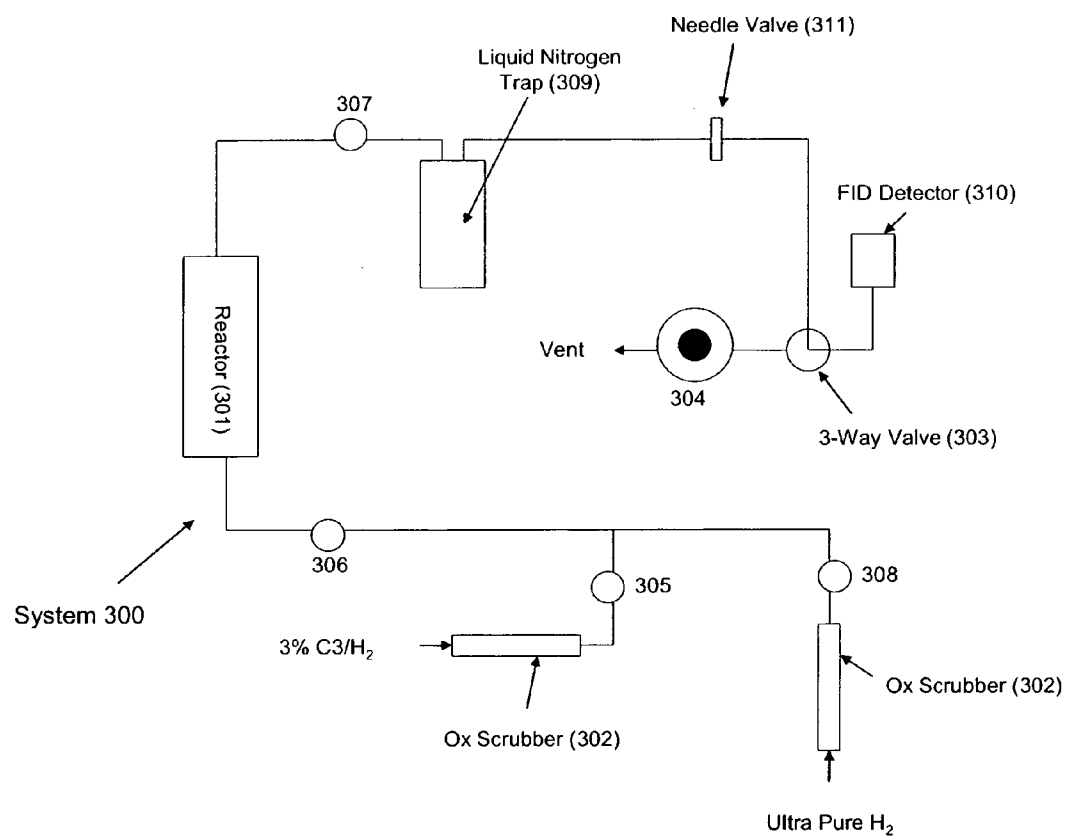 Needle Valve (311)
Liquid Nitrogen
Trap (309)
307
FID Detector (310)
Reactor (301)
Vent
304
3-Way Valve (303)
306
305
308
System 300
3% C3/H₂
Ox Scrubber (302)
Ox Scrubber (302)
Ultra Pure H₂